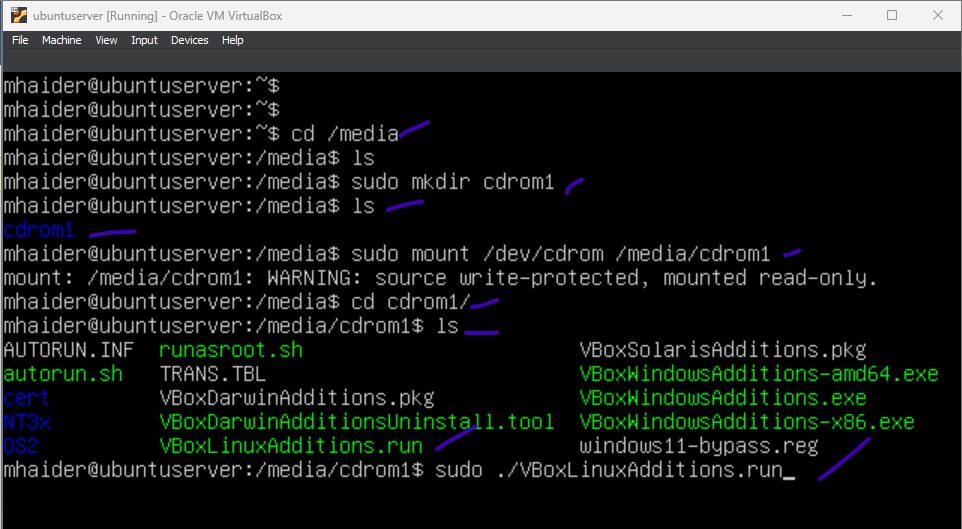 ubuntuserver [Running] - Oracle VM VirtualBox
File Machine View Input Devices Help
mhaider@ubuntuserver:~$
mhaider@ubuntuserver:~$
mhaider@ubuntuserver:~$ cd /media
mhaider@ubuntuserver:/media$ ls
mhaider@ubuntuserver:/media$ sudo mkdir cdrom1
mhaider@ubuntuserver:/media$ ls
cdrom1
mhaider@ubuntuserver:/media$ sudo mount /dev/cdrom /media/cdrom1
mount: /media/cdrom1: WARNING: source write-protected, mounted read-only.
mhaider@ubuntuserver:/media$ cd cdrom1/
mhaider@ubuntuserver:/media/cdrom1$ ls
AUTORUN.INF runasroot.sh VBoxSolarisAdditions.pkg
autorun.sh TRANS.TBL VBoxWindowsAdditions-amd64.exe
cert VBoxDarwinAdditions.pkg VBoxWindowsAdditions.exe
NT3x VBoxDarwinAdditionsUninstall.tool VBoxWindowsAdditions-x86.exe
OS2 VBoxLinuxAdditions.run windows11-bypass.reg
mhaider@ubuntuserver:/media/cdrom1$ sudo ./VBoxLinuxAdditions.run_